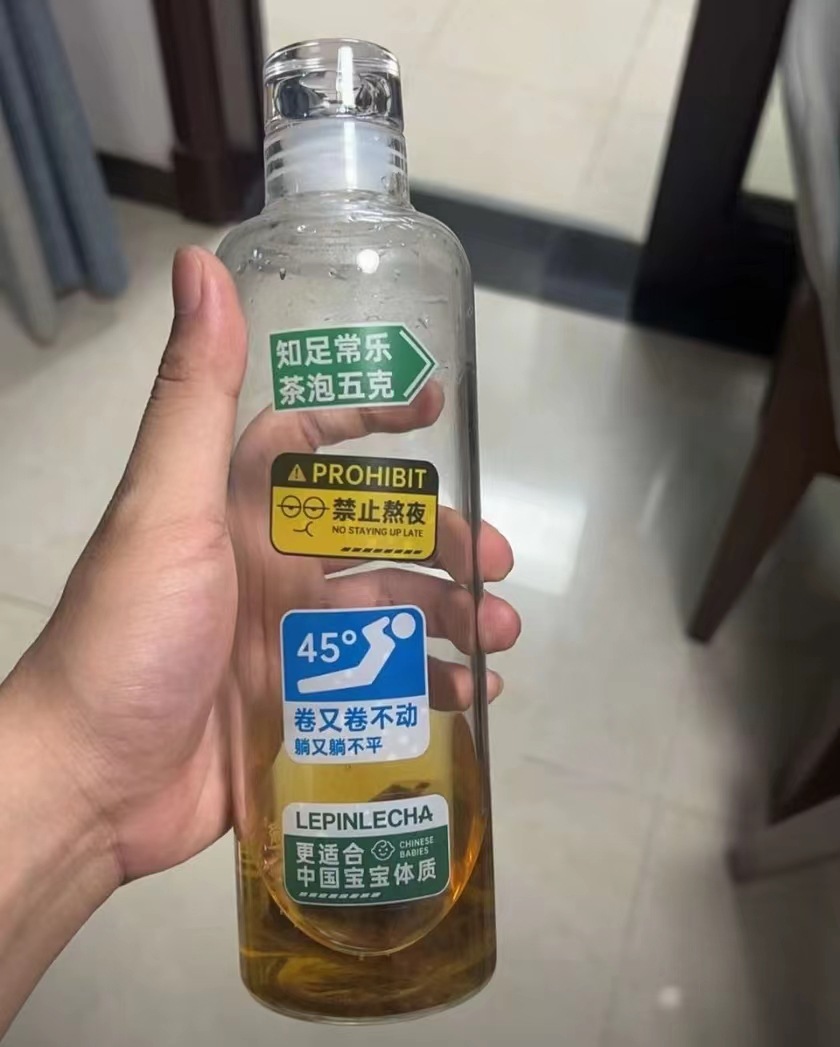 知足常乐
茶泡五克
PROHIBIT
禁止熬夜
NO STAYING UP LATE
45°
卷又卷不动
躺又躺不平
LEPINLECHA
更适合
CHINESE
BABIES
中国宝宝体质